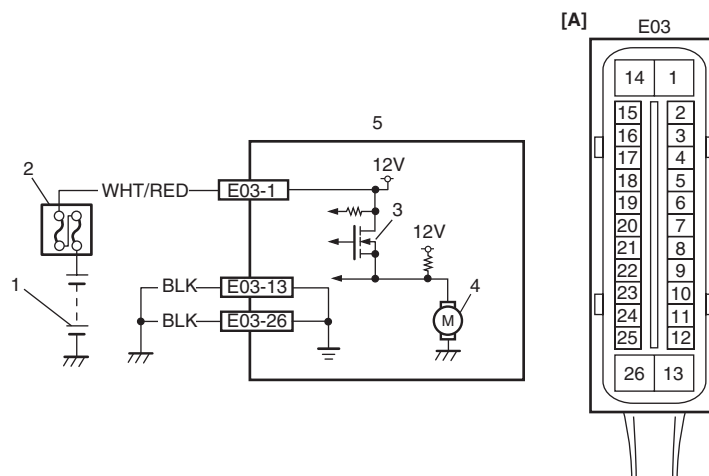 [A]
E03
14 1
15 2
16 3
17 4
18 5
19 6
20 7
21 8
22 9
23 10
24 11
25 12
26 13
5
2
12V
WHT/RED E03-1
3
12V
1
BLK E03-13
4
M
BLK E03-26